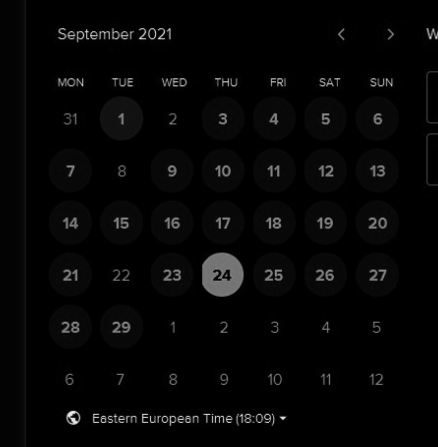 September 2021 < > W
MON TUE WED THU FRI SAT SUN
31 1 2 3 4 5 6
7 8 9 10 11 12 13
14 15 16 17 18 19 20
21 22 23 24 25 26 27
28 29 1 2 3 4 5
6 7 8 9 10 11 12
Eastern European Time (18:09)